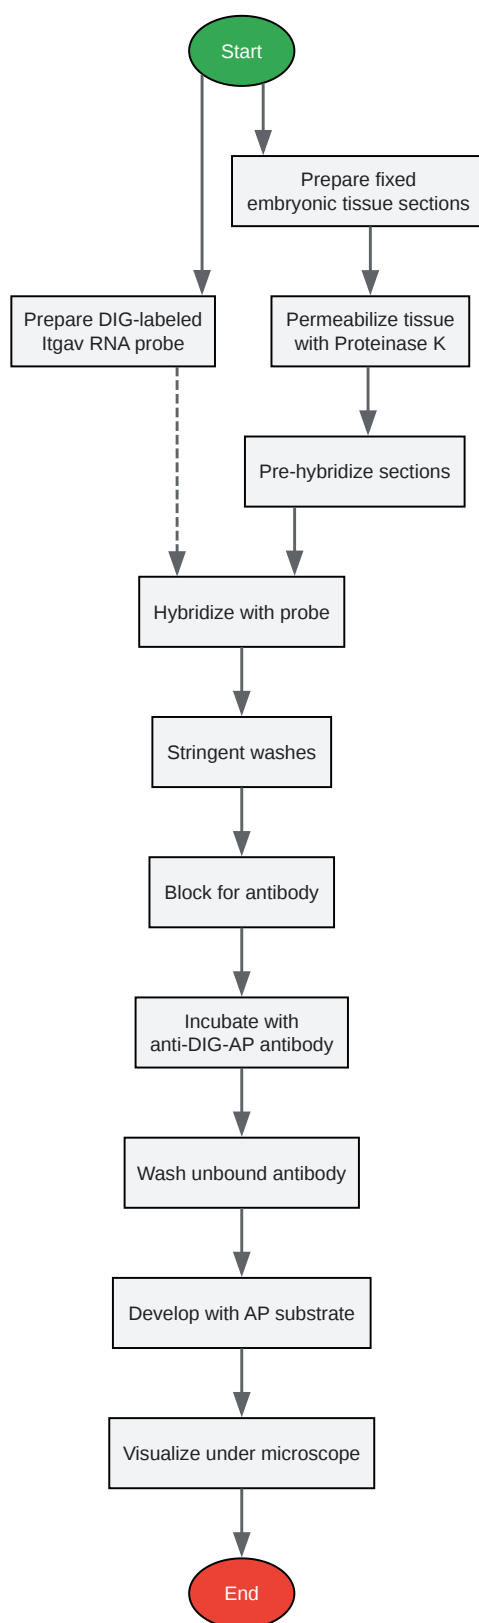 Start
Prepare fixed
embryonic tissue sections
Prepare DIG-labeled
Itgav RNA probe
Permeabilize tissue
with Proteinase K
Pre-hybridize sections
Hybridize with probe
Stringent washes
Block for antibody
Incubate with
anti-DIG-AP antibody
Wash unbound antibody
Develop with AP substrate
Visualize under microscope
End